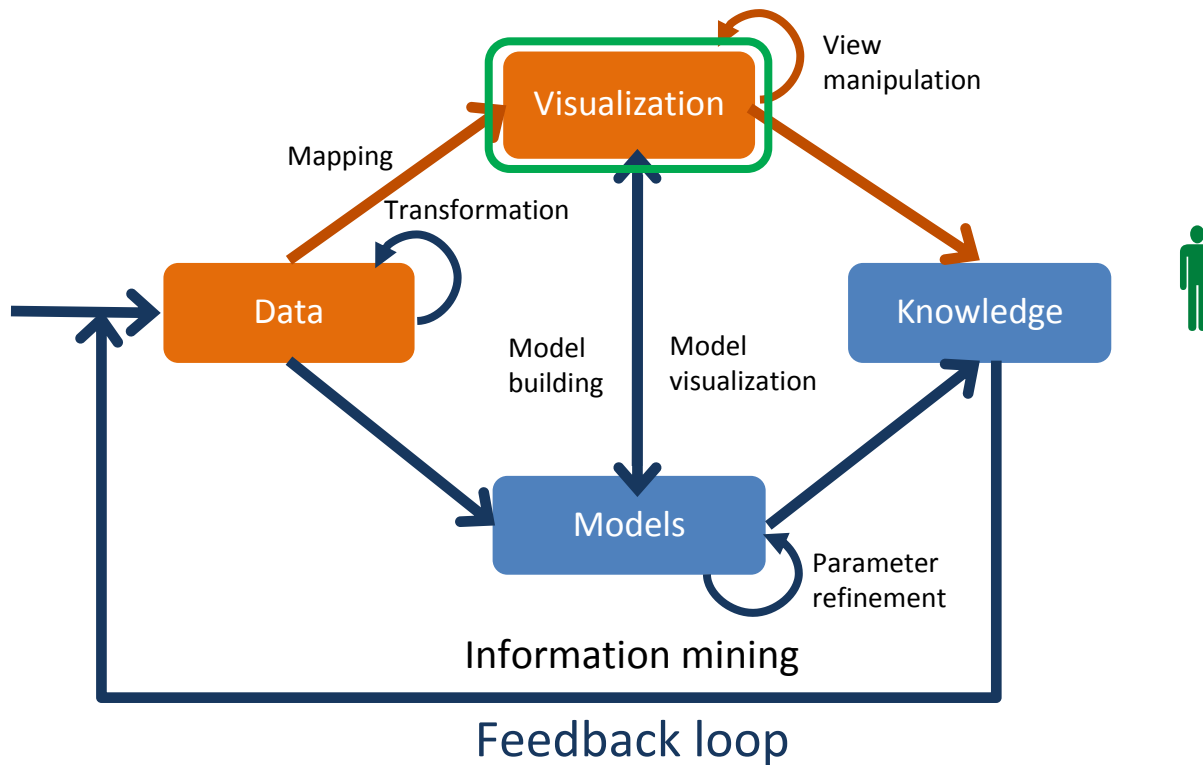 View
manipulation
Visualization
Mapping
Transformation
Data
Knowledge
Model
building
Model
visualization
Models
Parameter
refinement
Information mining
Feedback loop